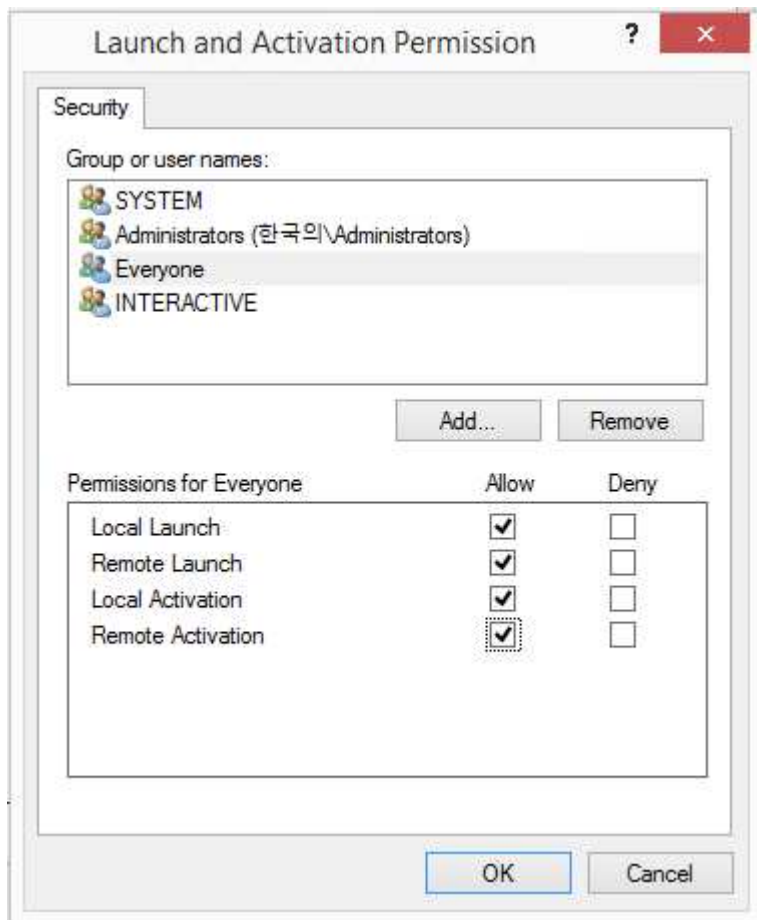 Launch and Activation Permission
?
Security
Group or user names:
SYSTEM
Administrators (한국의\Administrators)
Everyone
INTERACTIVE
Add... Remove
Permissions for Everyone Allow Deny
Local Launch
Remote Launch
Local Activation
Remote Activation
OK Cancel